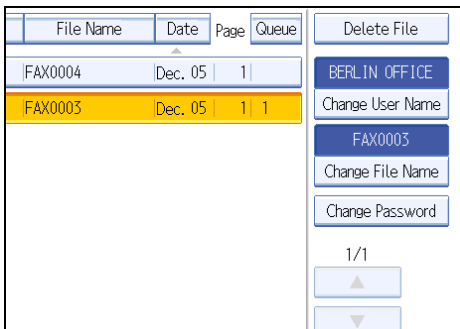 File Name Date Page Queue
FAX0004 Dec. 05 1
FAX0003 Dec. 05 1 1
Delete File
BERLIN OFFICE
Change User Name
FAX0003
Change File Name
Change Password
1/1